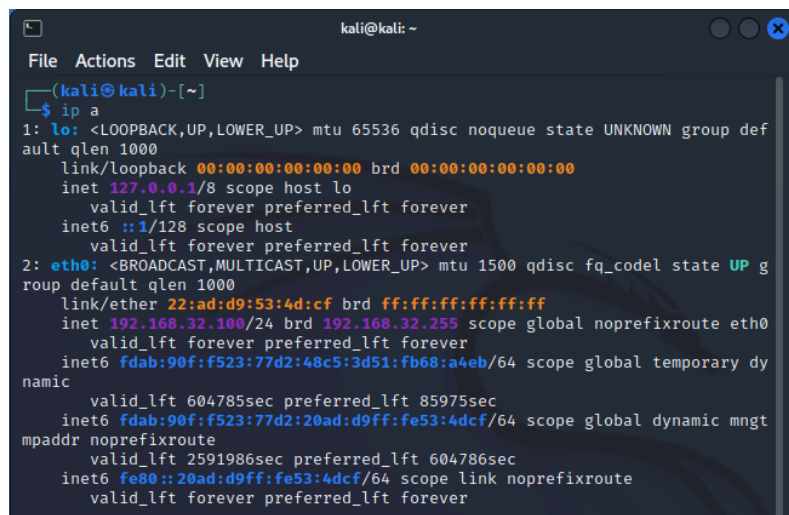 kali@kali: ~
File Actions Edit View Help
┌──(kali㉿kali)-[~]
└─$ ip a
1: lo: <LOOPBACK,UP,LOWER_UP> mtu 65536 qdisc noqueue state UNKNOWN group def
ault qlen 1000
    link/loopback 00:00:00:00:00:00 brd 00:00:00:00:00:00
    inet 127.0.0.1/8 scope host lo
       valid_lft forever preferred_lft forever
    inet6 ::1/128 scope host
       valid_lft forever preferred_lft forever
2: eth0: <BROADCAST,MULTICAST,UP,LOWER_UP> mtu 1500 qdisc fq_codel state UP g
roup default qlen 1000
    link/ether 22:ad:d9:53:4d:cf brd ff:ff:ff:ff:ff:ff
    inet 192.168.32.100/24 brd 192.168.32.255 scope global noprefixroute eth0
       valid_lft forever preferred_lft forever
    inet6 fdab:90f:f523:77d2:48c5:3d51:fb68:a4eb/64 scope global temporary dy
namic
       valid_lft 604785sec preferred_lft 85975sec
    inet6 fdab:90f:f523:77d2:20ad:d9ff:fe53:4dcf/64 scope global dynamic mngt
mpaddr noprefixroute
       valid_lft 2591986sec preferred_lft 604786sec
    inet6 fe80::20ad:d9ff:fe53:4dcf/64 scope link noprefixroute
       valid_lft forever preferred_lft forever